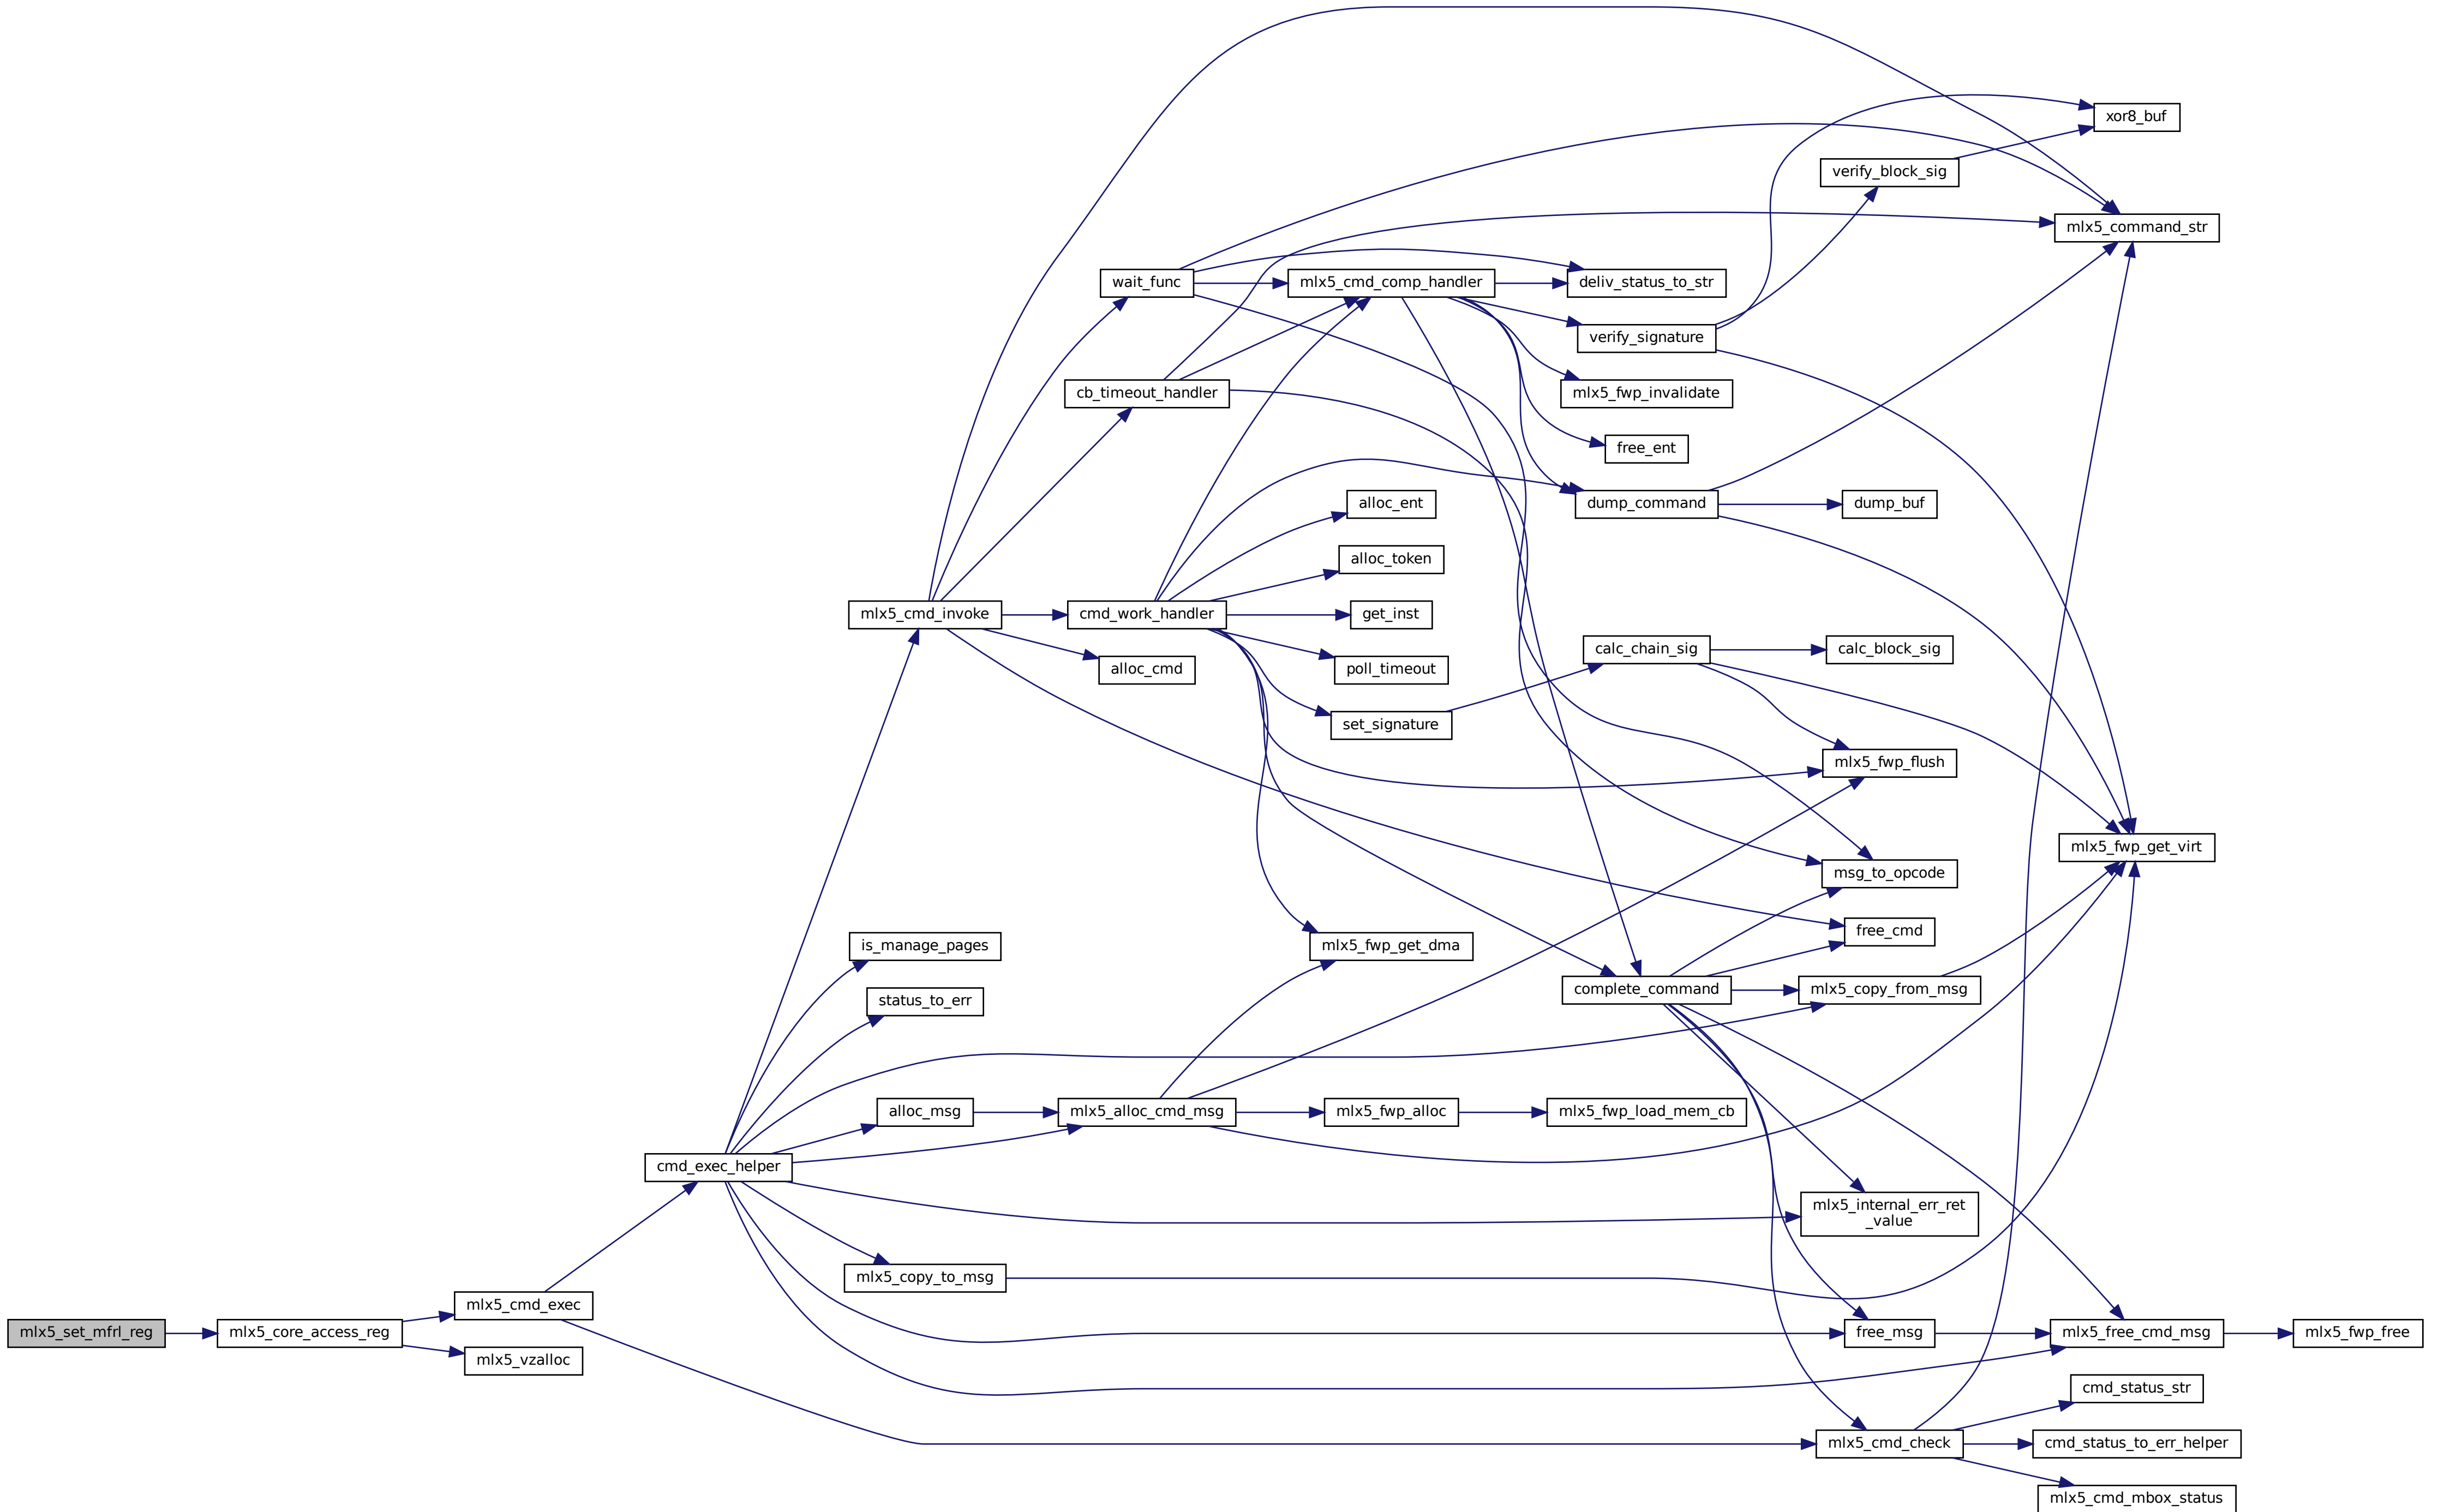 xor8_buf
verify_block_sig
mlx5_command_str
wait_func
mlx5_cmd_comp_handler
deliv_status_to_str
verify_signature
cb_timeout_handler
mlx5_fwp_invalidate
free_ent
alloc_ent
dump_command
dump_buf
alloc_token
mlx5_cmd_invoke
cmd_work_handler
get_inst
calc_chain_sig
calc_block_sig
alloc_cmd
poll_timeout
set_signature
mlx5_fwp_flush
mlx5_fwp_get_virt
msg_to_opcode
free_cmd
is_manage_pages
mlx5_fwp_get_dma
status_to_err
complete_command
mlx5_copy_from_msg
alloc_msg
mlx5_alloc_cmd_msg
mlx5_fwp_alloc
mlx5_fwp_load_mem_cb
cmd_exec_helper
mlx5_internal_err_ret
_value
mlx5_copy_to_msg
mlx5_cmd_exec
mlx5_set_mfrl_reg
mlx5_core_access_reg
free_msg
mlx5_free_cmd_msg
mlx5_fwp_free
mlx5_vzalloc
cmd_status_str
mlx5_cmd_check
cmd_status_to_err_helper
mlx5_cmd_mbox_status